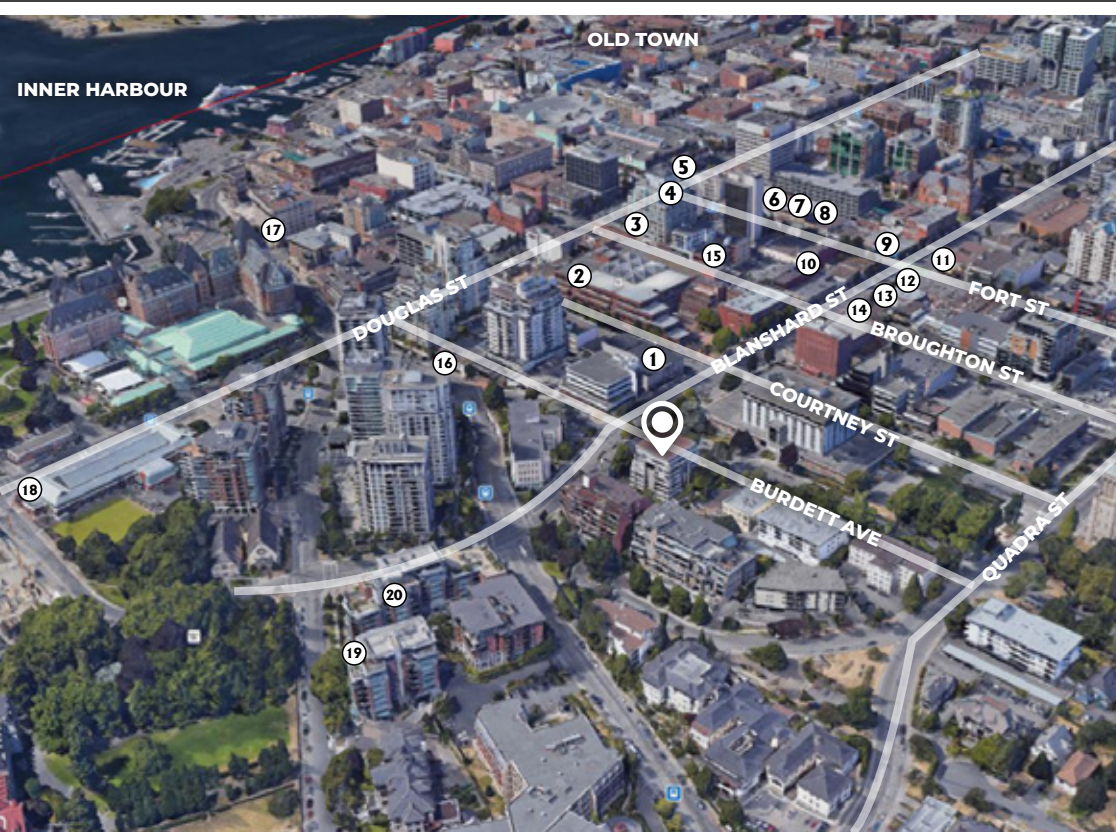 OLD TOWN
INNER HARBOUR
5
4
6
7
8
3
17
9
15
10
11
2
12
13
14
DOUGLAS ST
BLANSHARD ST
FORT ST
BROUGHTON ST
1
16
COURTNEY ST
18
BURDETT AVE
QUADRA ST
20
19